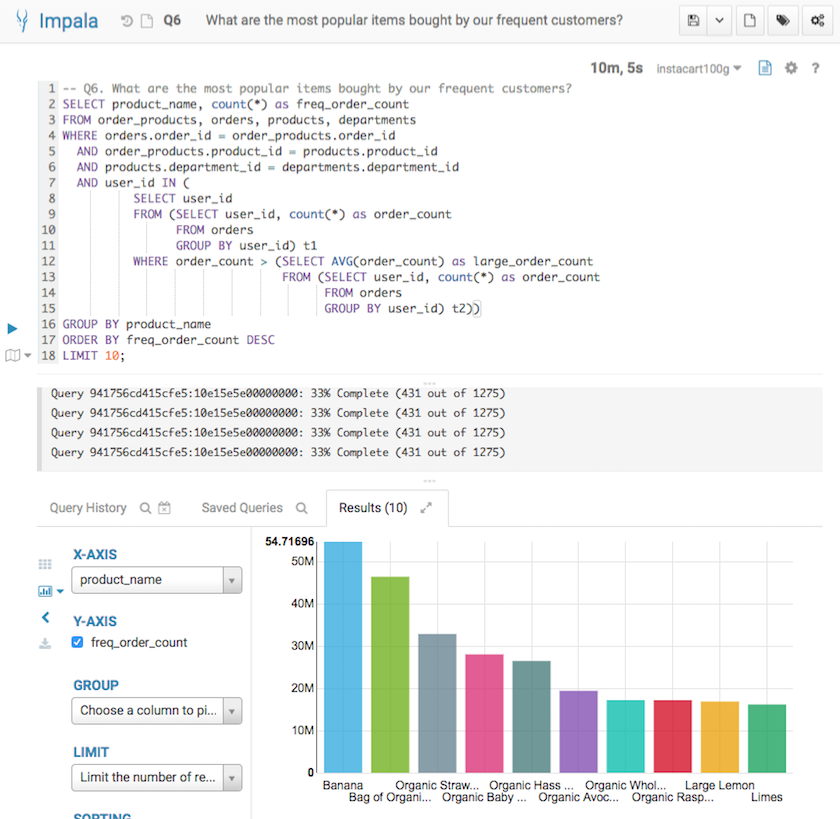 Impala Q6 What are the most popular items bought by our frequent customers?
10m, 5s instacart100g ?
1 -- Q6. What are the most popular items bought by our frequent customers?
2 SELECT product_name, count(*) as freq_order_count
3 FROM order_products, orders, products, departments
4 WHERE orders.order_id = order_products.order_id
5 AND order_products.product_id = products.product_id
6 AND products.department_id = departments.department_id
7 AND user_id IN (
8 SELECT user_id
9 FROM (SELECT user_id, count(*) as order_count
10 FROM orders
11 GROUP BY user_id) t1
12 WHERE order_count > (SELECT AVG(order_count) as large_order_count
13 FROM (SELECT user_id, count(*) as order_count
14 FROM orders
15 GROUP BY user_id) t2))
16 GROUP BY product_name
17 ORDER BY freq_order_count DESC
18 LIMIT 10;
Query 941756cd415cfe5:10e15e5e00000000: 33% Complete (431 out of 1275)
Query 941756cd415cfe5:10e15e5e00000000: 33% Complete (431 out of 1275)
Query 941756cd415cfe5:10e15e5e00000000: 33% Complete (431 out of 1275)
Query 941756cd415cfe5:10e15e5e00000000: 33% Complete (431 out of 1275)
Query History Saved Queries Results (10)
X-AXIS
product_name
Y-AXIS
freq_order_count
GROUP
Choose a column to pi...
LIMIT
Limit the number of re...
SORTING
54.71696
50M
40M
30M
20M
10M
0
Banana Organic Straw... Organic Hass ... Organic Whol... Large Lemon
Bag of Organi... Organic Baby ... Organic Avoc... Organic Rasp... Limes